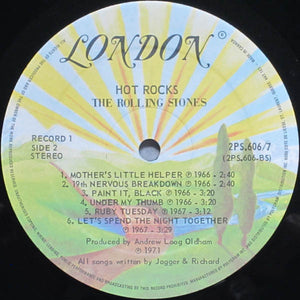 LONDON
HOT ROCKS
THE ROLLING STONES
RECORD 1
SIDE 2
STEREO
2PS.606/7
(2PS.606-BS)
1- MOTHER'S LITTLE HELPER ℗ 1966 - 2:40
2- 19th NERVOUS BREAKDOWN ℗ 1966 - 2:40
3- PAINT IT, BLACK ℗ 1966 - 3:20
4- UNDER MY THUMB ℗ 1966 - 3:20
5- RUBY TUESDAY ℗ 1967 - 3:12
6- LET'S SPEND THE NIGHT TOGETHER
℗ 1967 - 3:29
Produced by Andrew Loog Oldham
℗ 1971
All songs written by Jagger & Richard